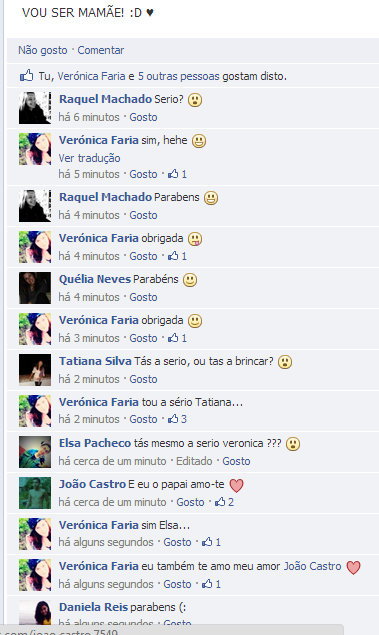 VOU SER MAMÃE! :D ♥
Não gosto · Comentar
Tu, Verónica Faria e 5 outras pessoas gostam disto.
Raquel Machado Serio?
há 6 minutos · Gosto
Verónica Faria sim, hehe
Ver tradução
há 5 minutos · Gosto · 1
Raquel Machado Parabens
há 4 minutos · Gosto
Verónica Faria obrigada
há 4 minutos · Gosto · 1
Quélia Neves Parabéns
há 4 minutos · Gosto
Verónica Faria obrigada
há 3 minutos · Gosto · 1
Tatiana Silva Tás a serio, ou tas a brincar?
há 2 minutos · Gosto
Verónica Faria tou a sério Tatiana...
há 2 minutos · Gosto · 3
Elsa Pacheco tás mesmo a serio veronica ???
há cerca de um minuto · Editado · Gosto
João Castro E eu o papai amo-te
há cerca de um minuto · Gosto · 2
Verónica Faria sim Elsa...
há alguns segundos · Gosto · 1
Verónica Faria eu também te amo meu amor João Castro
há alguns segundos · Gosto · 1
Daniela Reis parabens (: